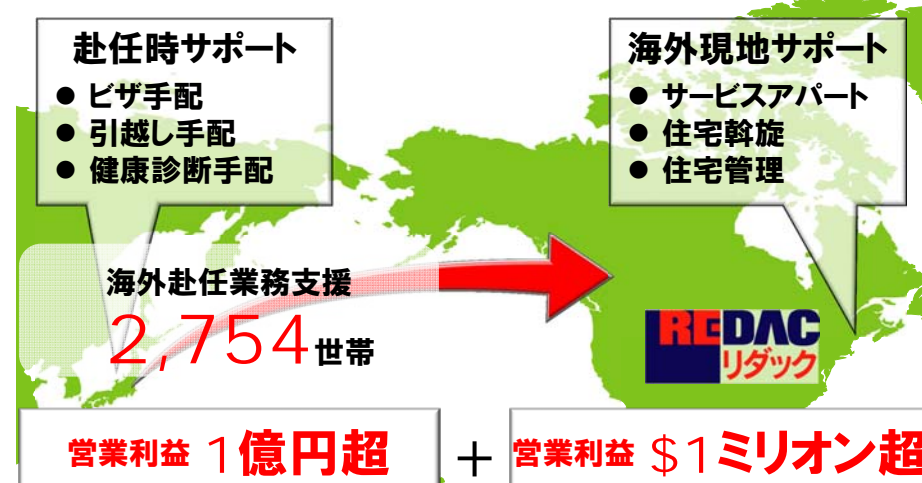 赴任時サポート
● ビザ手配
● 引越し手配
● 健康診断手配
海外現地サポート
● サービスアパート
● 住宅斡旋
● 住宅管理
海外赴任業務支援
2,754世帯
REDAC
リダック
営業利益 1億円超
+
営業利益 $1ミリオン超